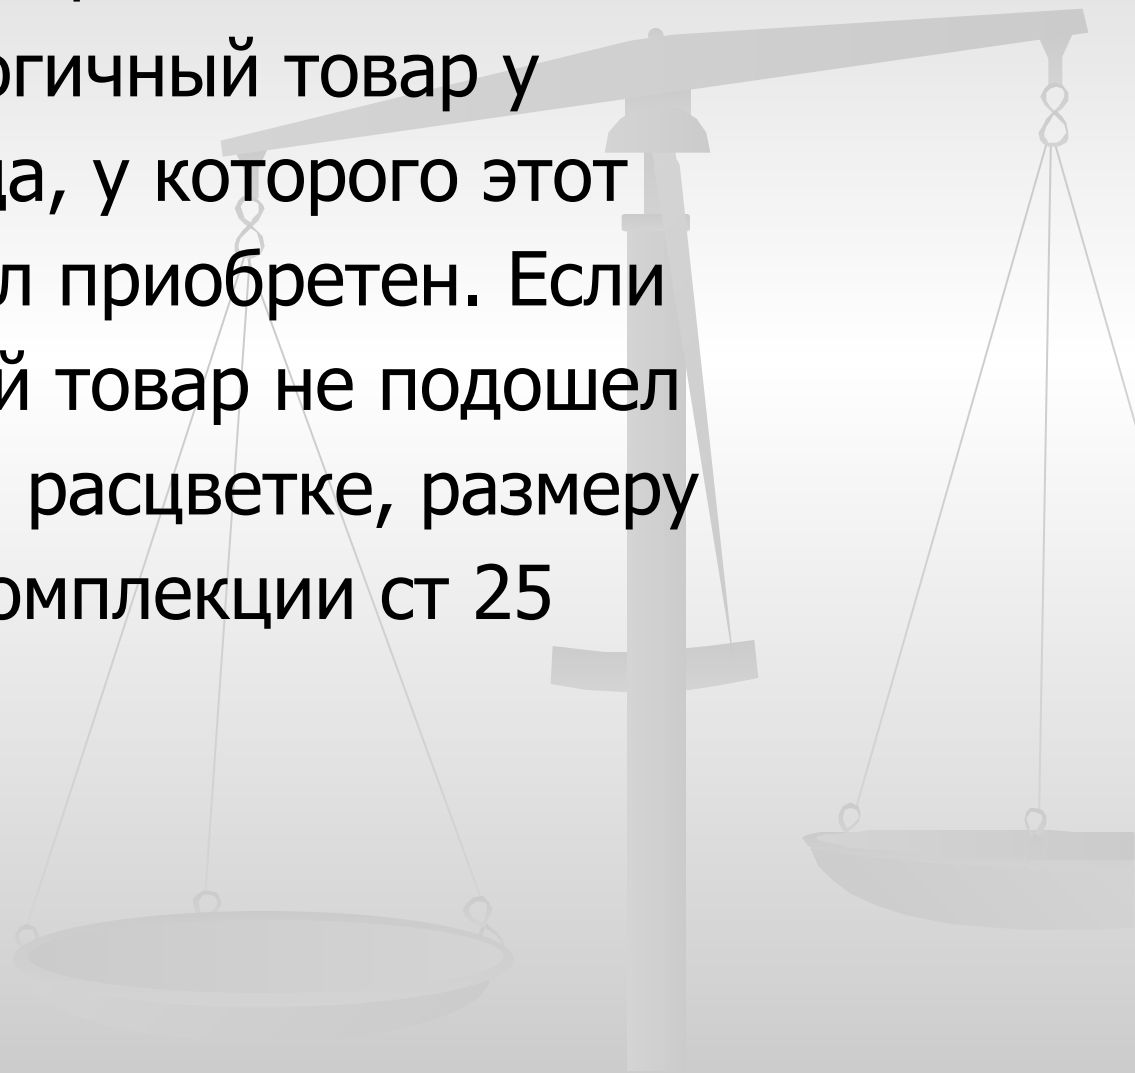 огичный товар у
да, у которого этот
л приобретен. Если
й товар не подошел
расцветке, размеру
омплекции ст 25